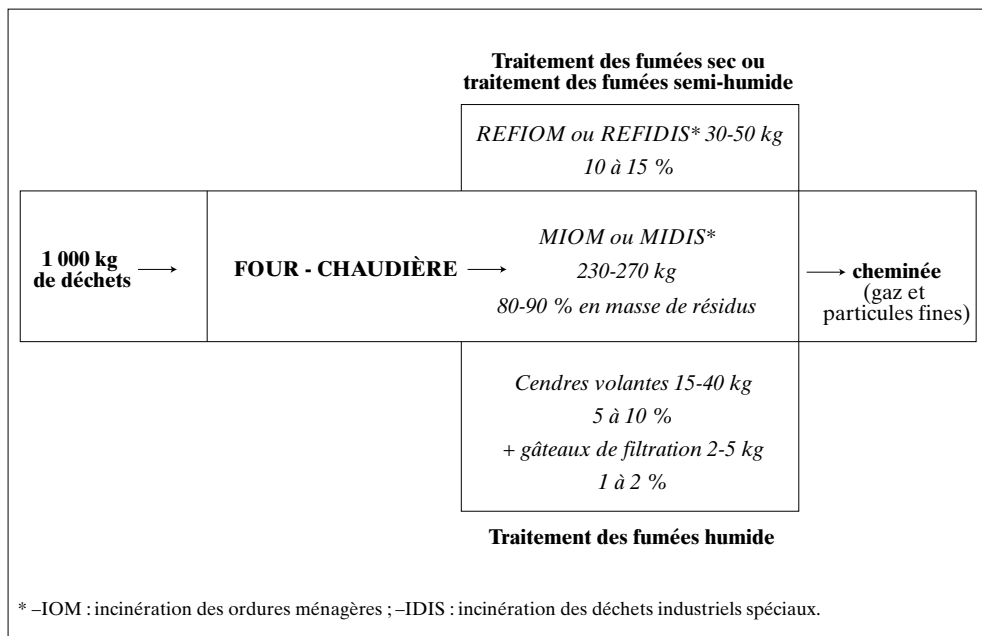 Traitement des fumées sec ou
traitement des fumées semi-humide
REFIOM ou REFIDIS* 30-50 kg
10 à 15 %
1 000 kg
de déchets
FOUR - CHAUDIÈRE
MIOM ou MIDIS*
230-270 kg
80-90 % en masse de résidus
cheminée
(gaz et
particules fines)
Cendres volantes 15-40 kg
5 à 10 %
+ gâteaux de filtration 2-5 kg
1 à 2 %
Traitement des fumées humide
* –IOM : incinération des ordures ménagères ; –IDIS : incinération des déchets industriels spéciaux.